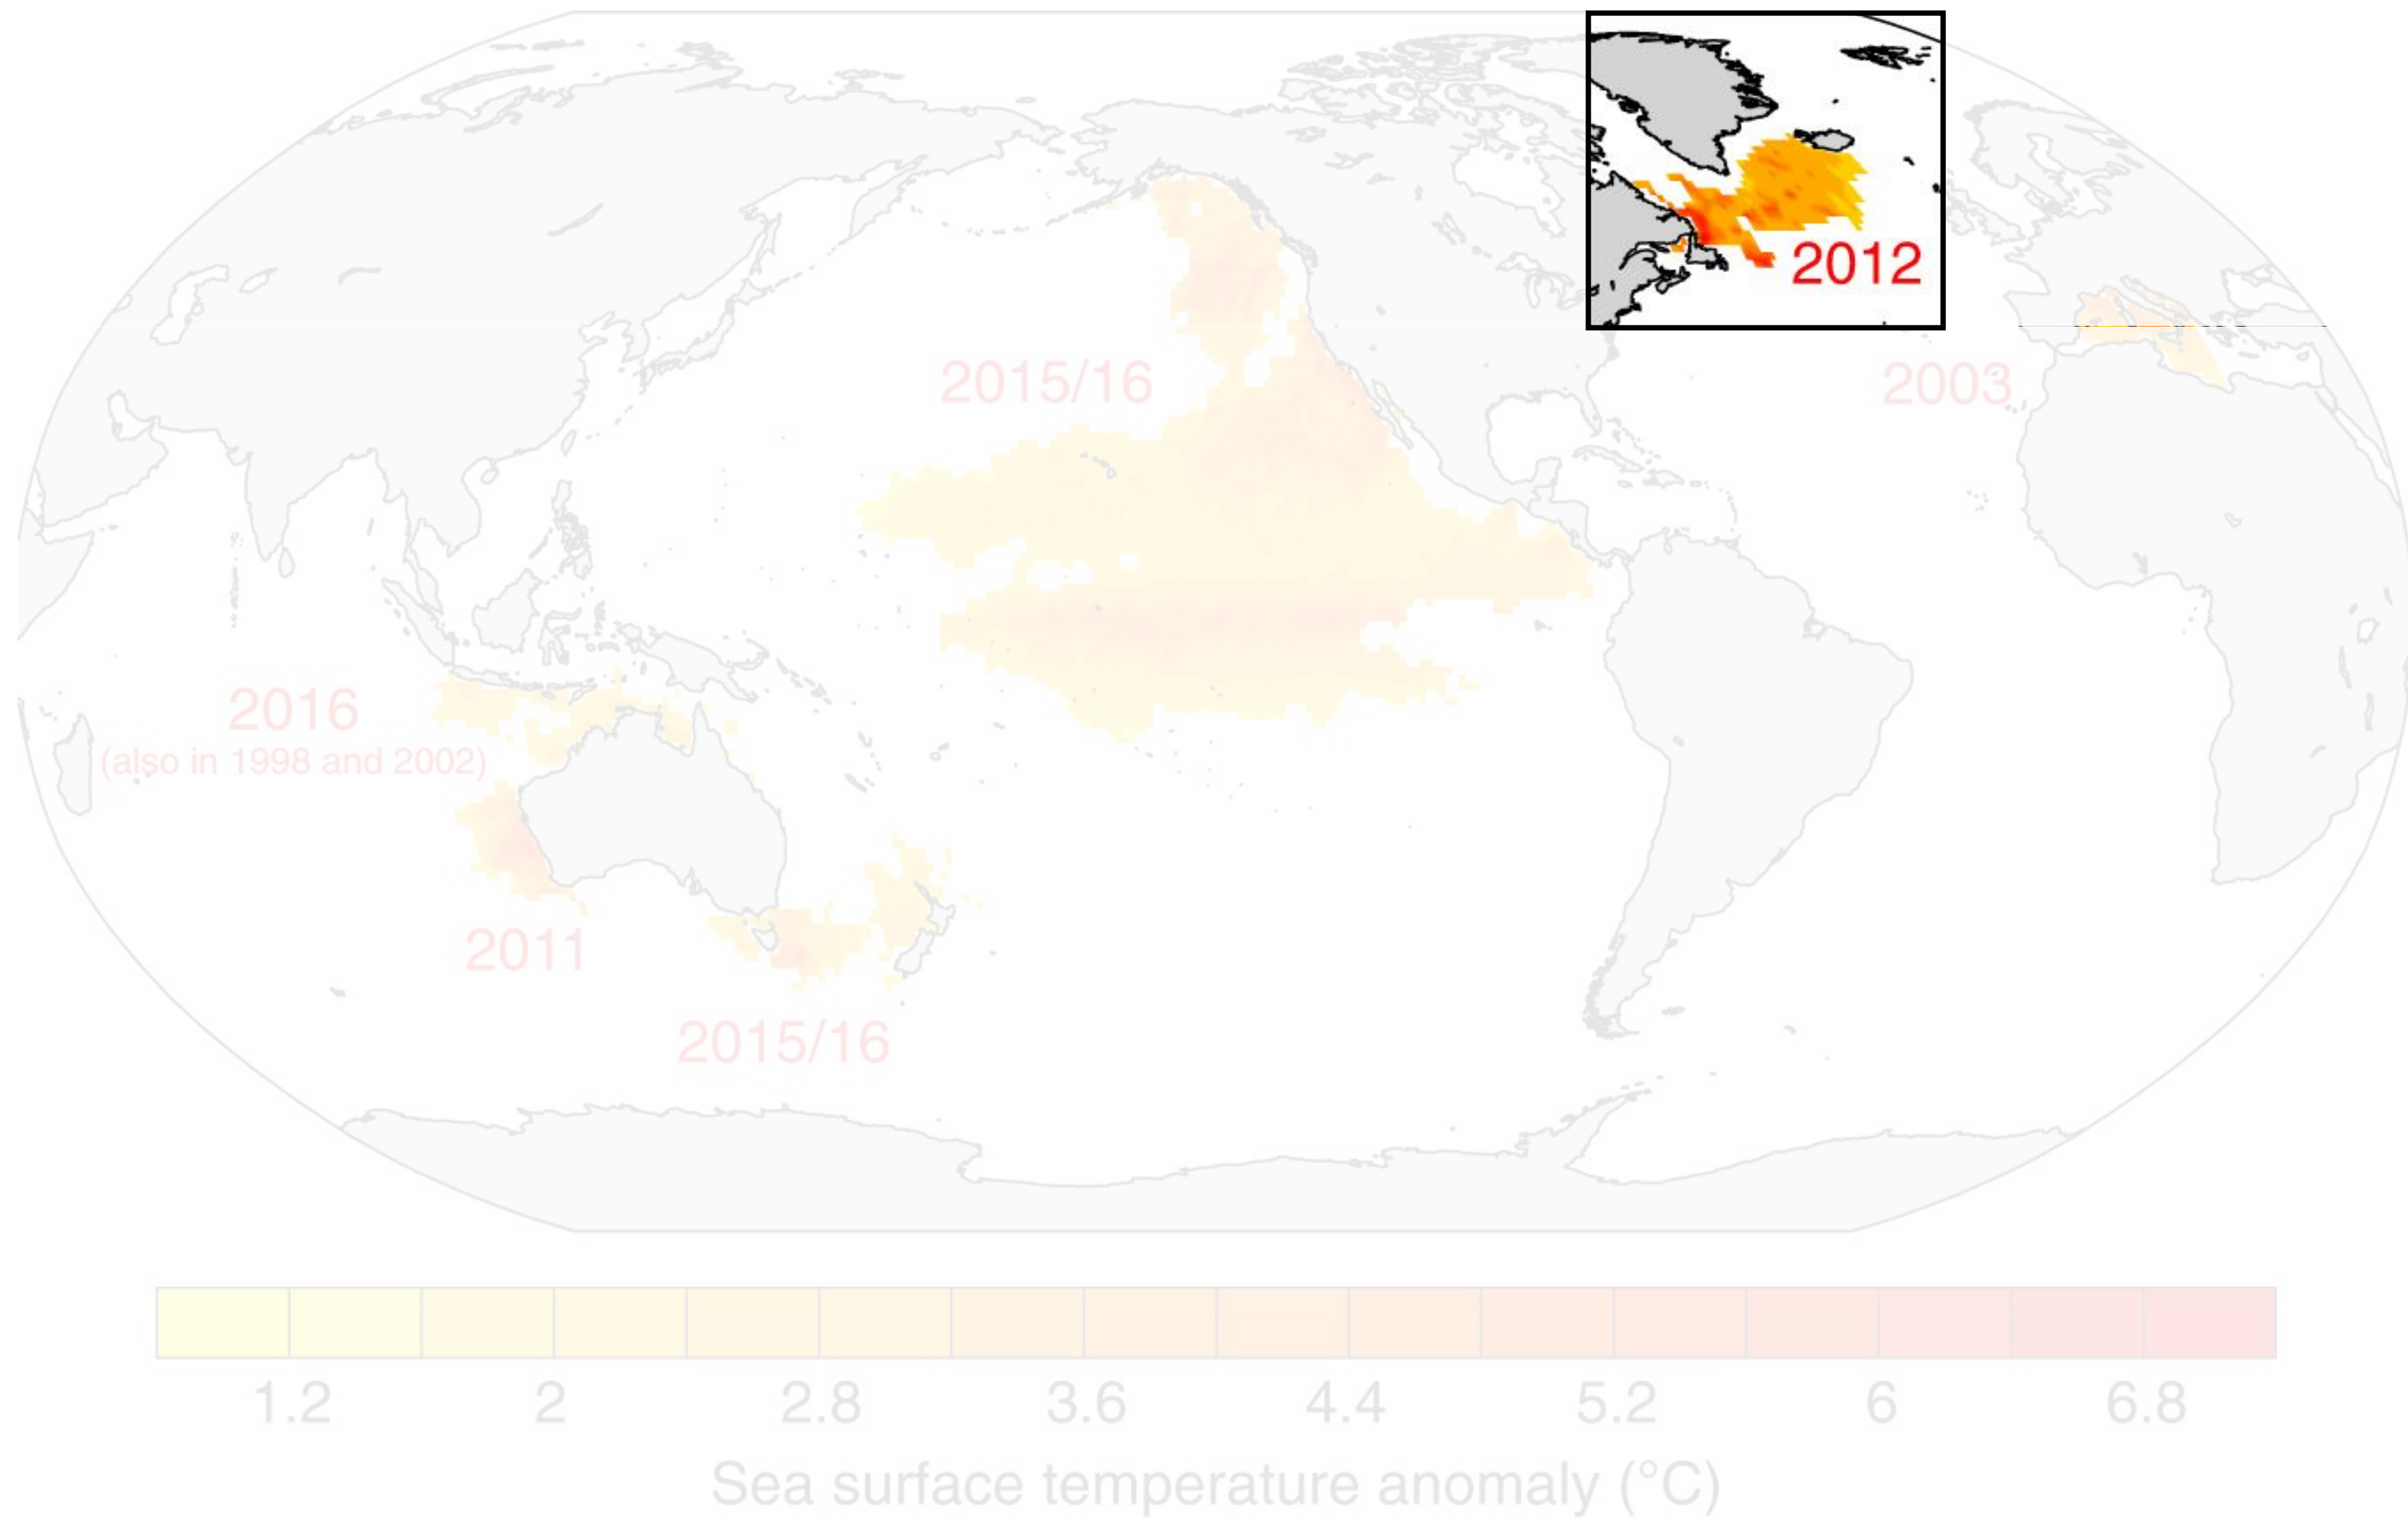 2012
2015/16
2003
2016
(also in 1998 and 2002)
2011
2015/16
1.2 2 2.8 3.6 4.4 5.2 6 6.8
Sea surface temperature anomaly (°C)